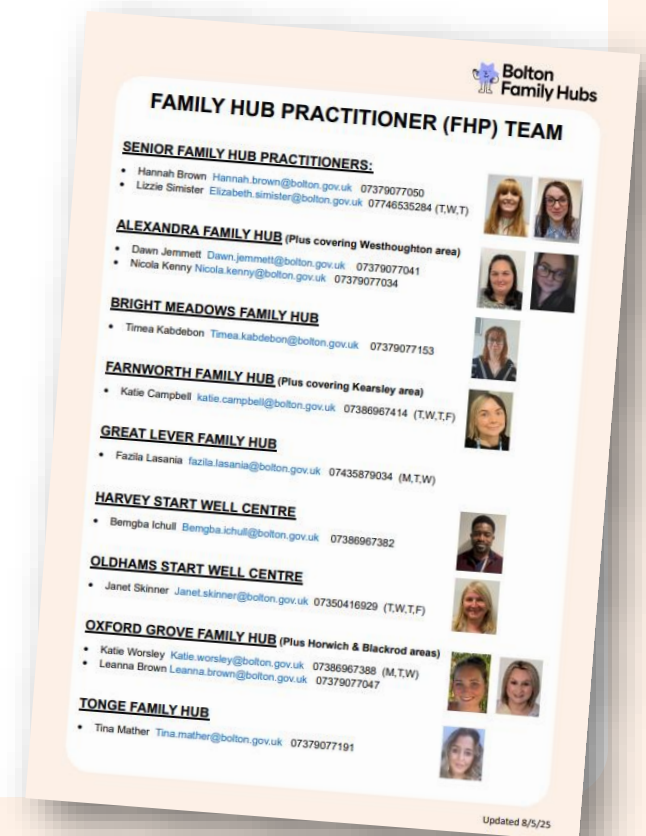 Bolton
Family Hubs
FAMILY HUB PRACTITIONER (FHP) TEAM
SENIOR FAMILY HUB PRACTITIONERS:
• Hannah Brown Hannah.brown@bolton.gov.uk 07379077050
• Lizzie Simister Elizabeth.simister@bolton.gov.uk 07746535284 (T,W,T)
ALEXANDRA FAMILY HUB (Plus covering Westhoughton area)
• Dawn Jemmett Dawn.jemmett@bolton.gov.uk 07379077041
• Nicola Kenny Nicola.kenny@bolton.gov.uk 07379077034
BRIGHT MEADOWS FAMILY HUB
• Timea Kabdebon Timea.kabdebon@bolton.gov.uk 07379077153
FARNWORTH FAMILY HUB (Plus covering Kearsley area)
• Katie Campbell katie.campbell@bolton.gov.uk 07386967414 (T,W,T,F)
GREAT LEVER FAMILY HUB
• Fazila Lasania fazila.lasania@bolton.gov.uk 07435879034 (M,T,W)
HARVEY START WELL CENTRE
• Bemgba Ichull Bemgba.ichull@bolton.gov.uk 07386967382
OLDHAMS START WELL CENTRE
• Janet Skinner Janet.skinner@bolton.gov.uk 07350416929 (T,W,T,F)
OXFORD GROVE FAMILY HUB (Plus Horwich & Blackrod areas)
• Katie Worsley Katie.worsley@bolton.gov.uk 07386967388 (M,T,W)
• Leanna Brown Leanna.brown@bolton.gov.uk 07379077047
TONGE FAMILY HUB
• Tina Mather Tina.mather@bolton.gov.uk 07379077191
Updated 8/5/25